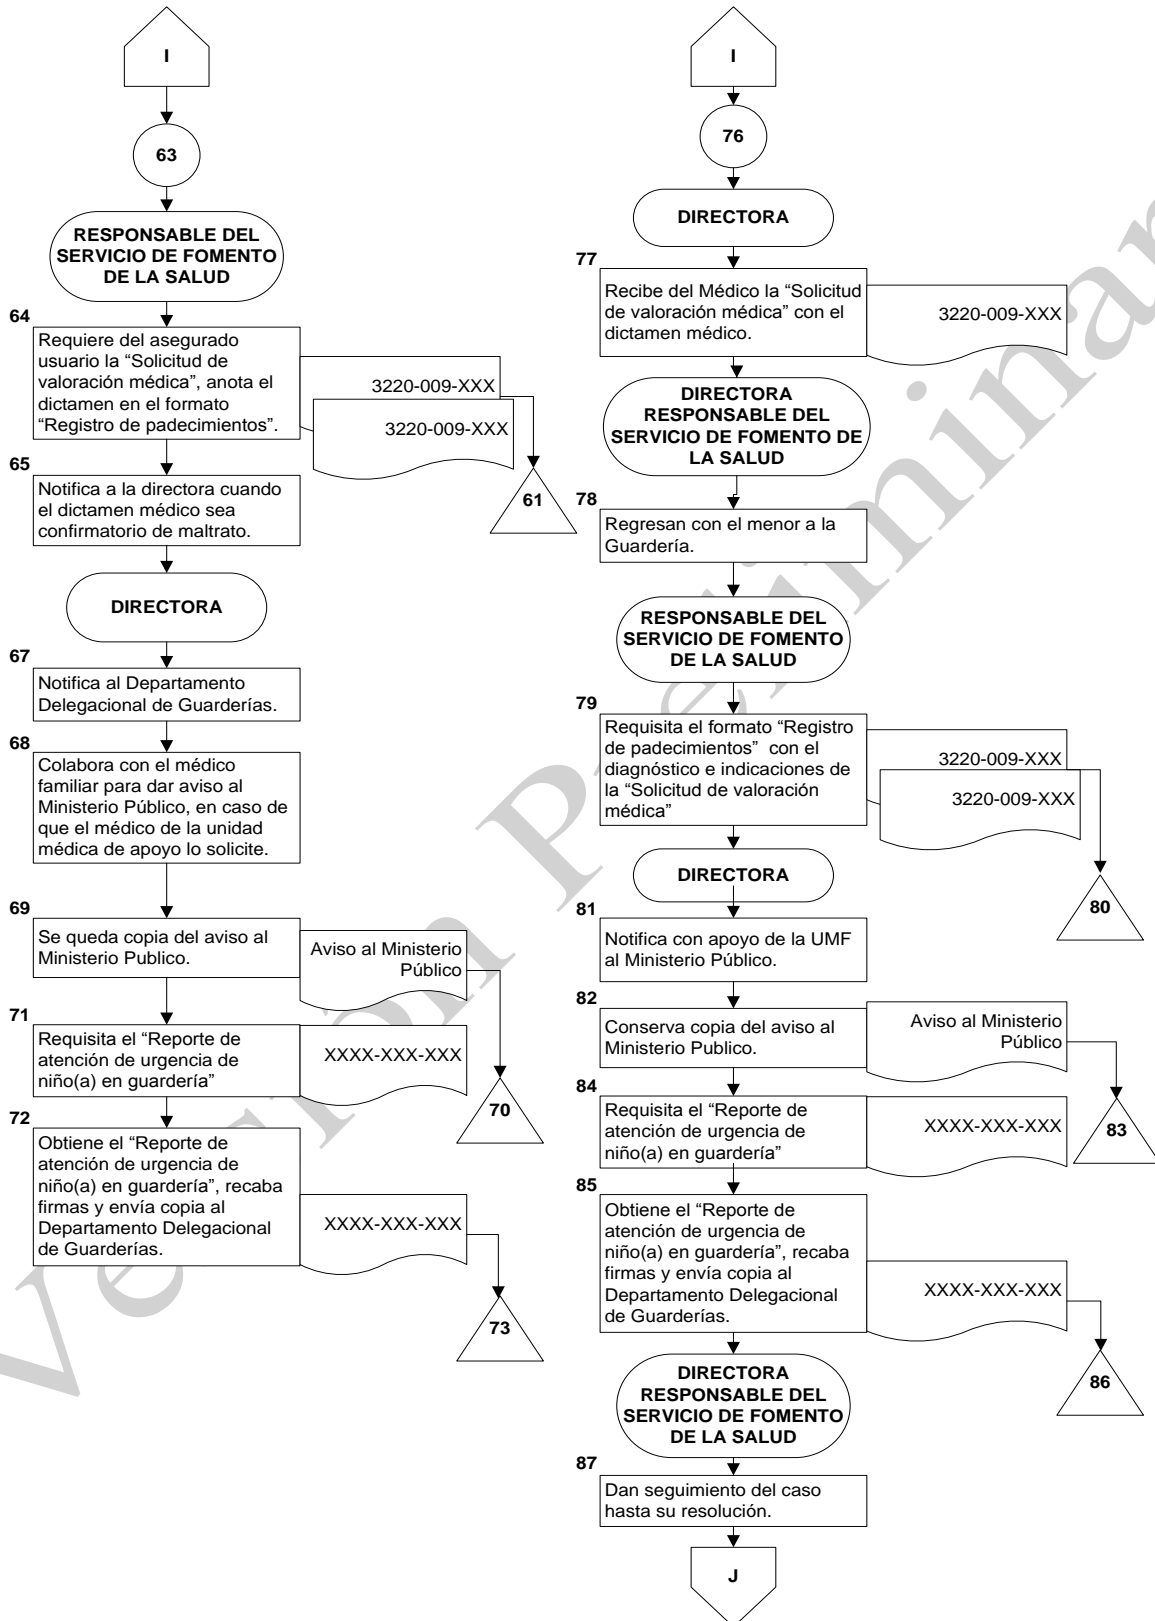 I
63
RESPONSABLE DEL
SERVICIO DE FOMENTO
DE LA SALUD
64
Requiere del asegurado
usuario la “Solicitud de
valoración médica”, anota el
dictamen en el formato
“Registro de padecimientos”.
3220-009-XXX
3220-009-XXX
61
65
Notifica a la directora cuando
el dictamen médico sea
confirmatorio de maltrato.
DIRECTORA
67
Notifica al Departamento
Delegacional de Guarderías.
68
Colabora con el médico
familiar para dar aviso al
Ministerio Público, en caso de
que el médico de la unidad
médica de apoyo lo solicite.
69
Se queda copia del aviso al
Ministerio Publico.
Aviso al Ministerio
Público
70
71
Requisita el “Reporte de
atención de urgencia de
niño(a) en guardería”
XXXX-XXX-XXX
72
Obtiene el “Reporte de
atención de urgencia de
niño(a) en guardería”, recaba
firmas y envía copia al
Departamento Delegacional
de Guarderías.
XXXX-XXX-XXX
73
I
76
DIRECTORA
77
Recibe del Médico la “Solicitud
de valoración médica” con el
dictamen médico.
3220-009-XXX
DIRECTORA
RESPONSABLE DEL
SERVICIO DE FOMENTO DE
LA SALUD
78
Regresan con el menor a la
Guardería.
RESPONSABLE DEL
SERVICIO DE FOMENTO
DE LA SALUD
79
Requisita el formato “Registro
de padecimientos” con el
diagnóstico e indicaciones de
la “Solicitud de valoración
médica”
3220-009-XXX
3220-009-XXX
80
DIRECTORA
81
Notifica con apoyo de la UMF
al Ministerio Público.
82
Conserva copia del aviso al
Ministerio Publico.
Aviso al Ministerio
Público
83
84
Requisita el “Reporte de
atención de urgencia de
niño(a) en guardería”
XXXX-XXX-XXX
85
Obtiene el “Reporte de
atención de urgencia de
niño(a) en guardería”, recaba
firmas y envía copia al
Departamento Delegacional
de Guarderías.
XXXX-XXX-XXX
86
DIRECTORA
RESPONSABLE DEL
SERVICIO DE FOMENTO
DE LA SALUD
87
Dan seguimiento del caso
hasta su resolución.
J
Versión Preliminar